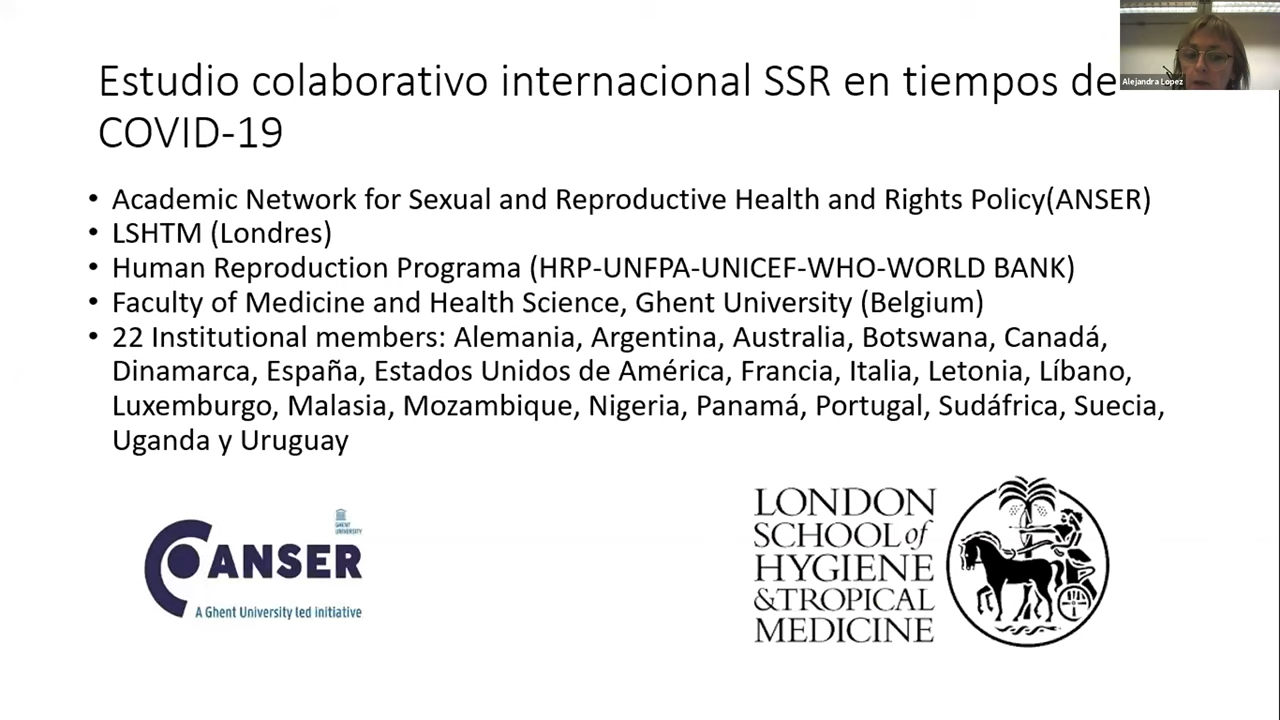 Estudio colaborativo internacional SSR en tiempos de
COVID-19
Alejandra Lopez
• Academic Network for Sexual and Reproductive Health and Rights Policy(ANSER)
• LSHTM (Londres)
• Human Reproduction Programa (HRP-UNFPA-UNICEF-WHO-WORLD BANK)
• Faculty of Medicine and Health Science, Ghent University (Belgium)
• 22 Institutional members: Alemania, Argentina, Australia, Botswana, Canadá,
Dinamarca, España, Estados Unidos de América, Francia, Italia, Letonia, Líbano,
Luxemburgo, Malasia, Mozambique, Nigeria, Panamá, Portugal, Sudáfrica, Suecia,
Uganda y Uruguay
GHENT
UNIVERSITY
ANSER
A Ghent University led initiative
LONDON
SCHOOL of
HYGIENE
&TROPICAL
MEDICINE